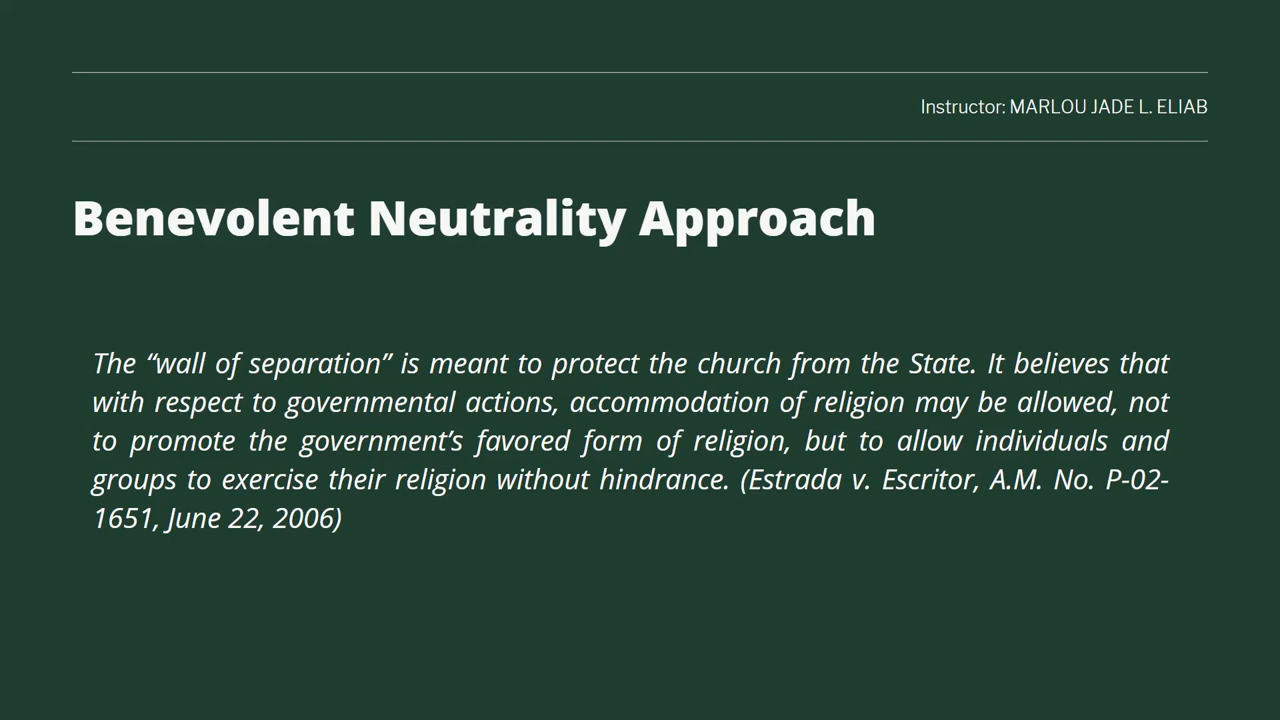 Instructor: MARLOU JADE L. ELIAB
Benevolent Neutrality Approach
The “wall of separation” is meant to protect the church from the State. It believes that
with respect to governmental actions, accommodation of religion may be allowed, not
to promote the government’s favored form of religion, but to allow individuals and
groups to exercise their religion without hindrance. (Estrada v. Escritor, A.M. No. P-02-
1651, June 22, 2006)